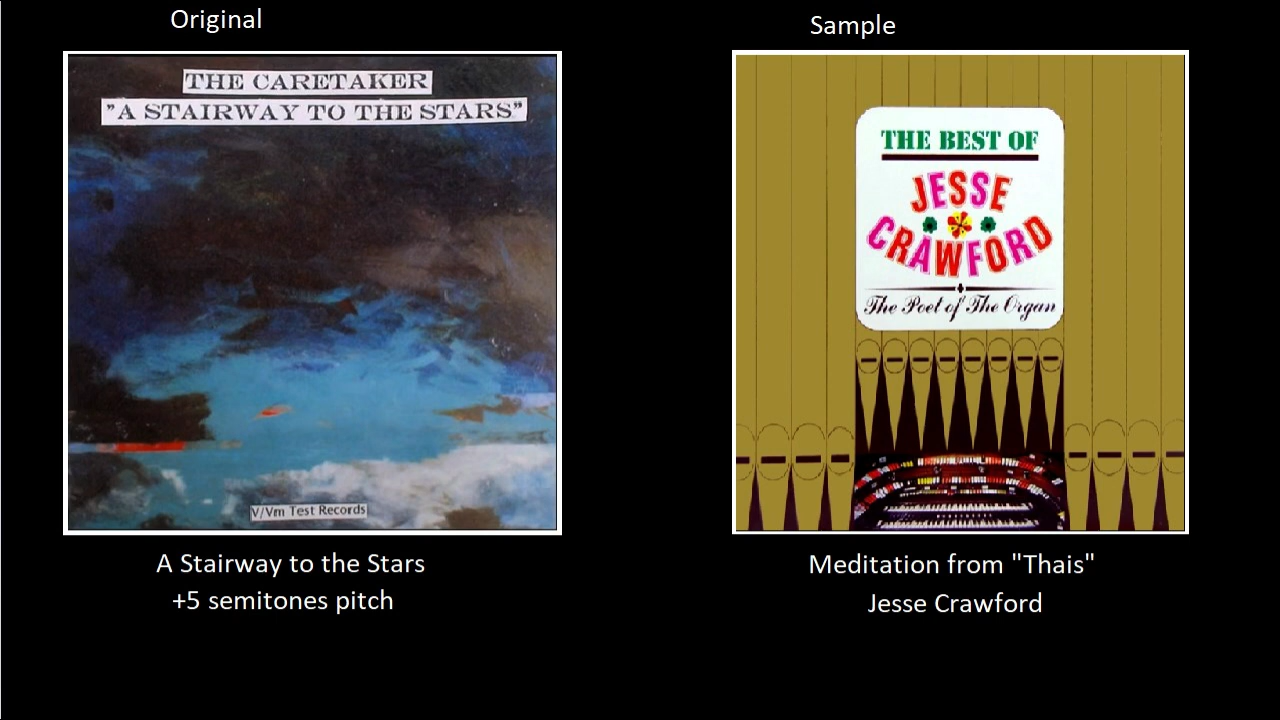 Original
Sample
THE CARETAKER
"A STAIRWAY TO THE STARS"
V/Vm Test Records
THE BEST OF
JESSE
CRAWFORD
The Poet of The Organ
A Stairway to the Stars
+5 semitones pitch
Meditation from "Thais"
Jesse Crawford